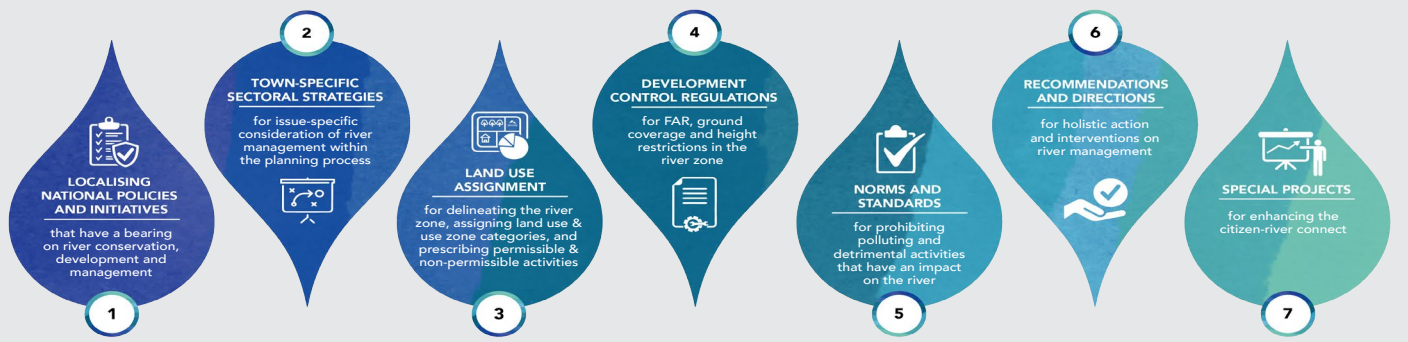 1
LOCALISING
NATIONAL POLICIES
AND INITIATIVES
that have a bearing
on river conservation,
development and
management
2
TOWN-SPECIFIC
SECTORAL STRATEGIES
for issue-specific
consideration of river
management within
the planning process
3
LAND USE
ASSIGNMENT
for delineating the river
zone, assigning land use &
use zone categories, and
prescribing permissible &
non-permissible activities
4
DEVELOPMENT
CONTROL REGULATIONS
for FAR, ground
coverage and height
restrictions in the
river zone
5
NORMS AND
STANDARDS
for prohibiting
polluting and
detrimental activities
that have an impact
on the river
6
RECOMMENDATIONS
AND DIRECTIONS
for holistic action
and interventions on
river management
7
SPECIAL PROJECTS
for enhancing the
citizen-river connect